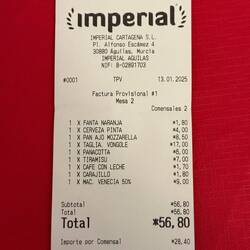 imperial
IMPERIAL CARTAGENA S.L.
Pl. Alfonso Escámez 4
30880 Águilas, Murcia
IMPERIAL AGUILAS
NIF: B-02891703
#0001 TPV 13.01.2025
Factura Provisional #1
Mesa 2
Comensales 2
1 X FANTA NARANJA *1,80
1 X CERVEZA PINTA *4,00
1 X PAN AJO MOZZARELLA *6,50
1 X TAGLIA. VONGOLE *17,00
1 X PANACOTTA *6,00
1 X TIRAMISU *7,00
1 X CAFE CON LECHE *1,70
1 X CARAJILLO *1,80
1 X MAC. VENECIA 50% *9,00
Subtotal *56,80
Total *56,80
Total *56,80
Importe por Comensal *28,40